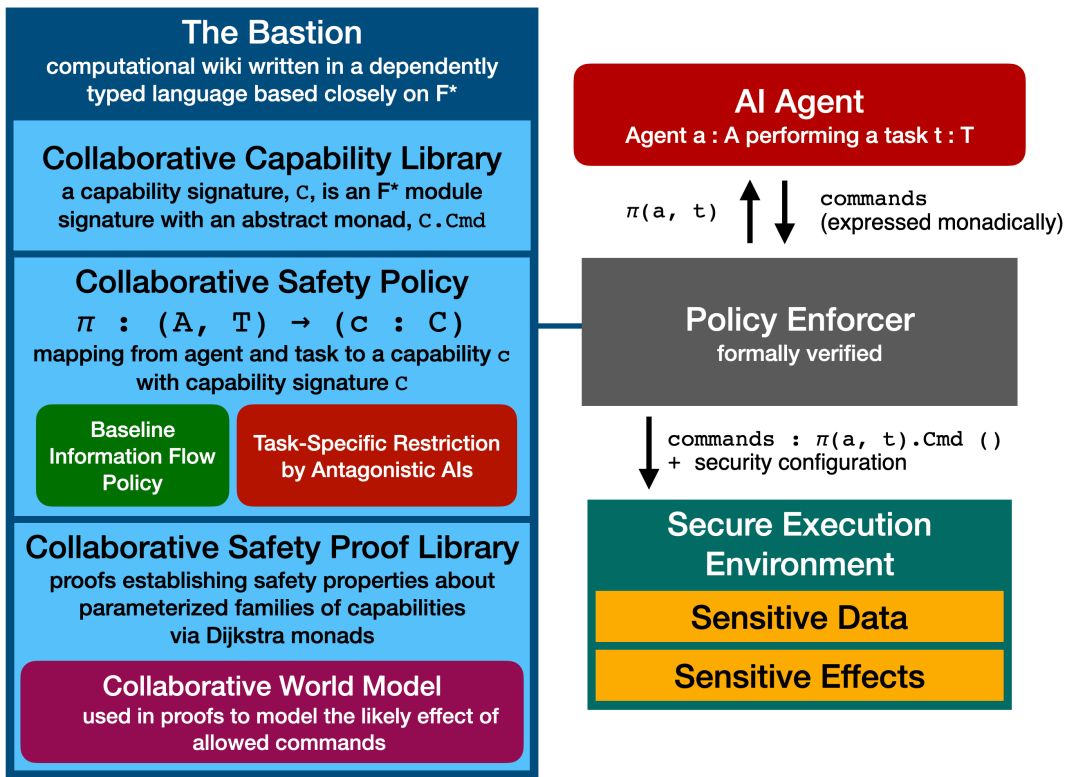 The Bastion
computational wiki written in a dependently
typed language based closely on F*
Collaborative Capability Library
a capability signature, C, is an F* module
signature with an abstract monad, C.Cmd
Collaborative Safety Policy
π : (A, T) → (c : C)
mapping from agent and task to a capability c
with capability signature C
Baseline
Information Flow
Policy
Task-Specific Restriction
by Antagonistic AIs
Collaborative Safety Proof Library
proofs establishing safety properties about
parameterized families of capabilities
via Dijkstra monads
Collaborative World Model
used in proofs to model the likely effect of
allowed commands
AI Agent
Agent a : A performing a task t : T
π(a, t)
commands
(expressed monadically)
Policy Enforcer
formally verified
commands : π(a, t).Cmd ()
+ security configuration
Secure Execution
Environment
Sensitive Data
Sensitive Effects